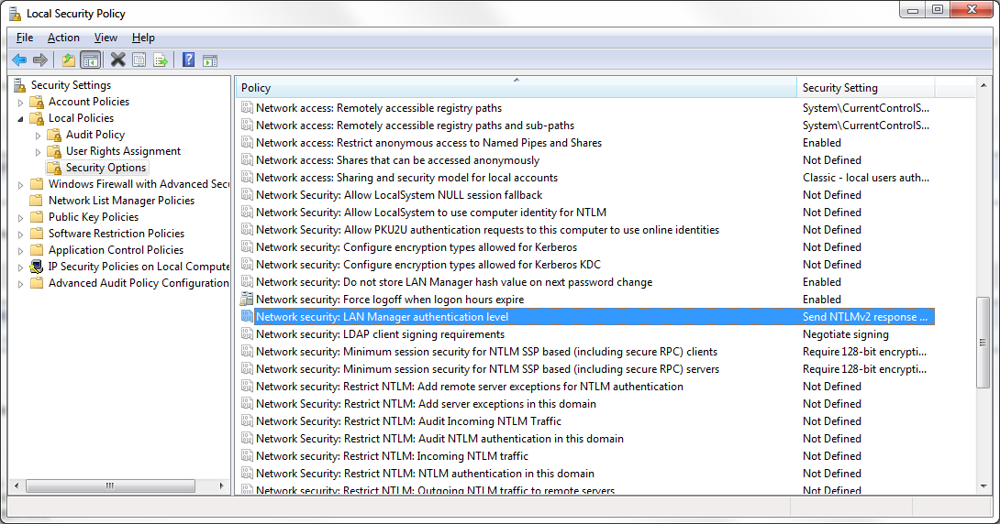 Local Security Policy
File Action View Help
Security Settings
Account Policies
Local Policies
Audit Policy
User Rights Assignment
Security Options
Windows Firewall with Advanced Secu
Network List Manager Policies
Public Key Policies
Software Restriction Policies
Application Control Policies
IP Security Policies on Local Compute
Advanced Audit Policy Configuration
Policy Security Setting
Network access: Remotely accessible registry paths System\CurrentControlS...
Network access: Remotely accessible registry paths and sub-paths System\CurrentControlS...
Network access: Restrict anonymous access to Named Pipes and Shares Enabled
Network access: Shares that can be accessed anonymously Not Defined
Network access: Sharing and security model for local accounts Classic - local users auth...
Network Security: Allow LocalSystem NULL session fallback Not Defined
Network Security: Allow LocalSystem to use computer identity for NTLM Not Defined
Network Security: Allow PKU2U authentication requests to this computer to use online identities Not Defined
Network security: Configure encryption types allowed for Kerberos Not Defined
Network security: Configure encryption types allowed for Kerberos KDC Not Defined
Network security: Do not store LAN Manager hash value on next password change Enabled
Network security: Force logoff when logon hours expire Enabled
Network security: LAN Manager authentication level Send NTLMv2 response ...
Network security: LDAP client signing requirements Negotiate signing
Network security: Minimum session security for NTLM SSP based (including secure RPC) clients Require 128-bit encrypti...
Network security: Minimum session security for NTLM SSP based (including secure RPC) servers Require 128-bit encrypti...
Network security: Restrict NTLM: Add remote server exceptions for NTLM authentication Not Defined
Network security: Restrict NTLM: Add server exceptions in this domain Not Defined
Network security: Restrict NTLM: Audit Incoming NTLM Traffic Not Defined
Network security: Restrict NTLM: Audit NTLM authentication in this domain Not Defined
Network security: Restrict NTLM: Incoming NTLM traffic Not Defined
Network security: Restrict NTLM: NTLM authentication in this domain Not Defined
Network security: Restrict NTLM: Outgoing NTLM traffic to remote servers Not Defined